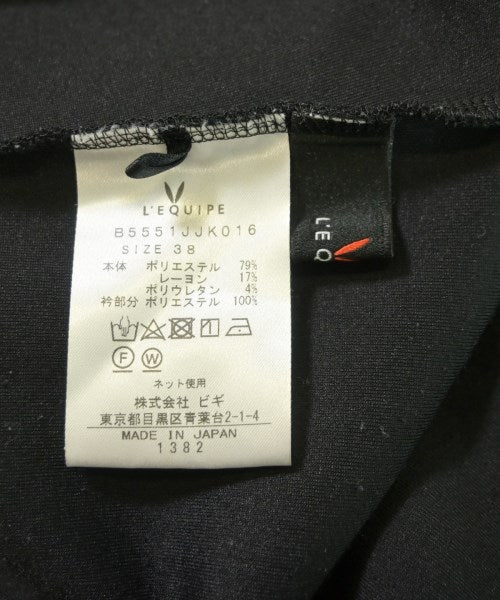 L'EQUIPE
B5551JJK016
SIZE 38
本体 ポリエステル 79%
レーヨン 17%
ポリウレタン 4%
衿部分 ポリエステル 100%
F W
ネット使用
株式会社 ビギ
東京都目黒区青葉台2-1-4
MADE IN JAPAN
1382
L'EQ